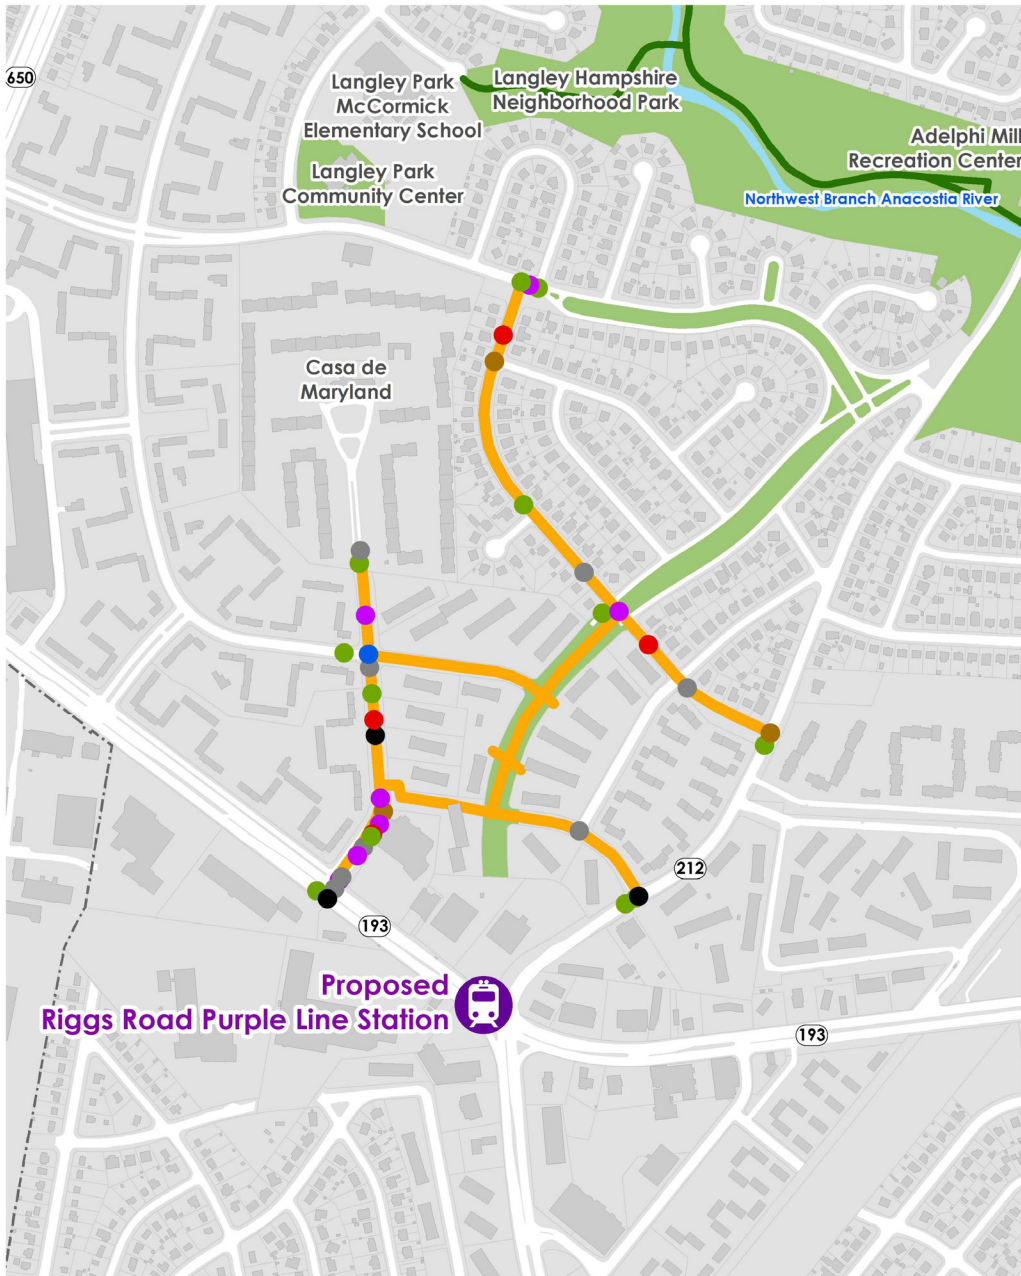 650
Langley Park
McCormick
Elementary School
Langley Hampshire
Neighborhood Park
Adelphi Mill
Recreation Center
Langley Park
Community Center
Northwest Branch Anacostia River
Casa de
Maryland
212
193
Proposed
Riggs Road Purple Line Station
193